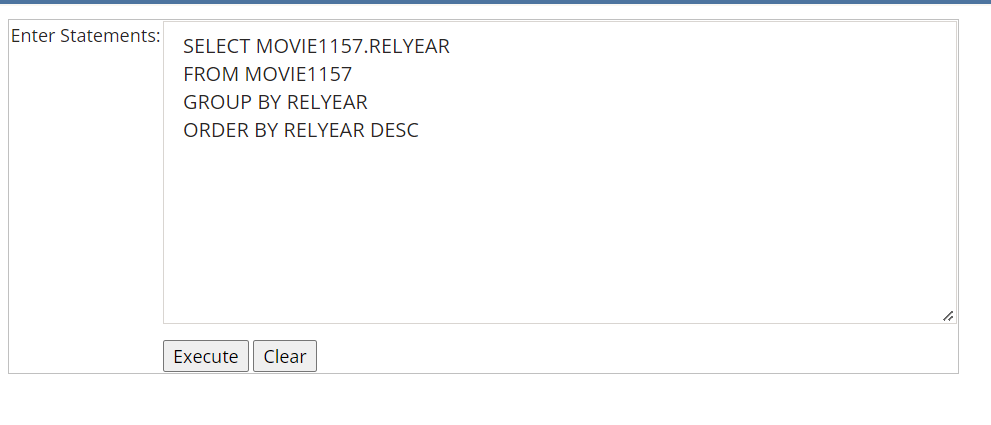 Enter Statements:
SELECT MOVIE1157.RELYEAR
FROM MOVIE1157
GROUP BY RELYEAR
ORDER BY RELYEAR DESC
Execute
Clear